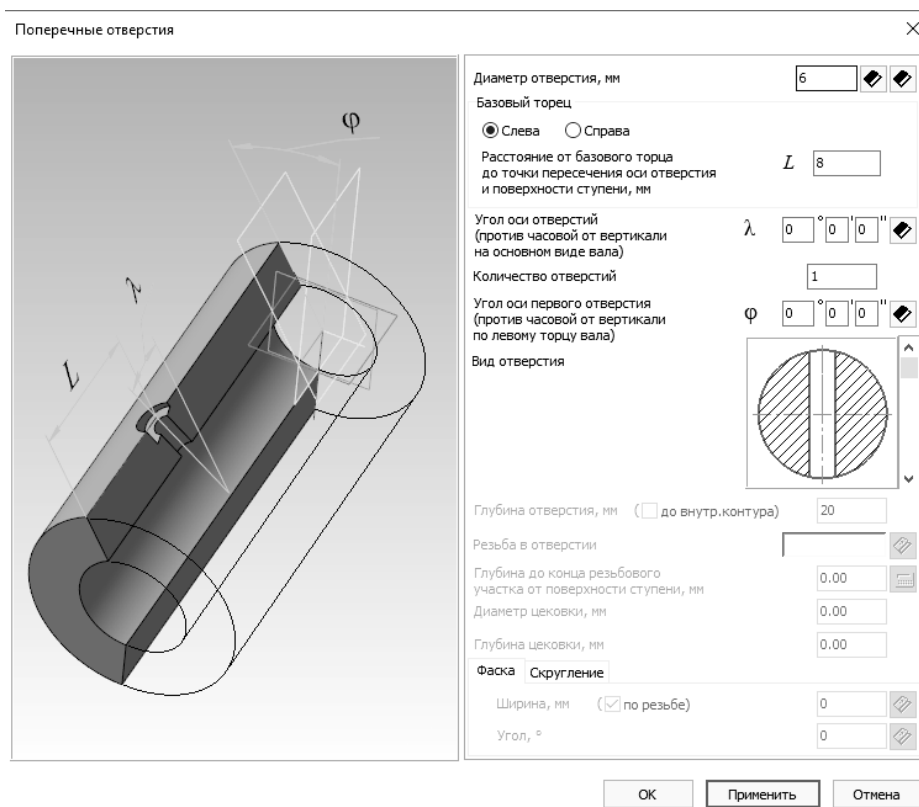 Поперечные отверстия
φ
λ
L
Диаметр отверстия, мм 6
Базовый торец
Слева Справа
Расстояние от базового торца
до точки пересечения оси отверстия L 8
и поверхности ступени, мм
Угол оси отверстий
(против часовой от вертикали λ 0 ° 0 ' 0 "
на основном виде вала)
Количество отверстий 1
Угол оси первого отверстия
(против часовой от вертикали φ 0 ° 0 ' 0 "
по левому торцу вала)
Вид отверстия
Глубина отверстия, мм ( до внутр.контура) 20
Резьба в отверстии
Глубина до конца резьбового
участка от поверхности ступени, мм 0.00
Диаметр цековки, мм 0.00
Глубина цековки, мм 0.00
Фаска Скругление
Ширина, мм ( по резьбе) 0
Угол, ° 0
ОК Применить Отмена